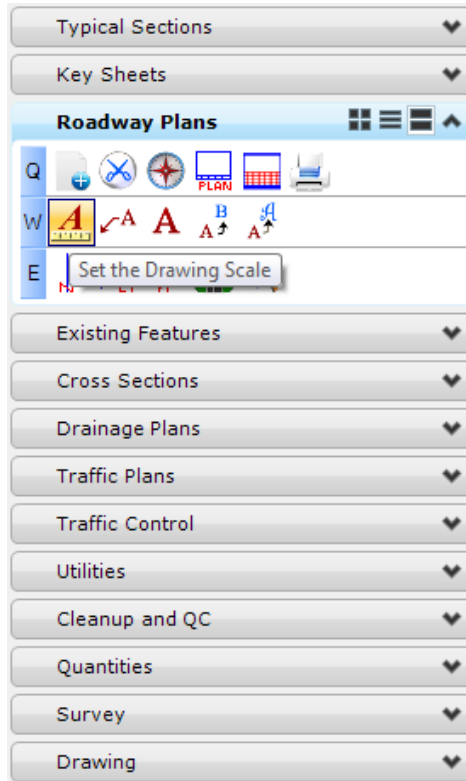 Typical Sections
Key Sheets
Roadway Plans
Q PLAN
W A A A A B A A
E Set the Drawing Scale
Existing Features
Cross Sections
Drainage Plans
Traffic Plans
Traffic Control
Utilities
Cleanup and QC
Quantities
Survey
Drawing